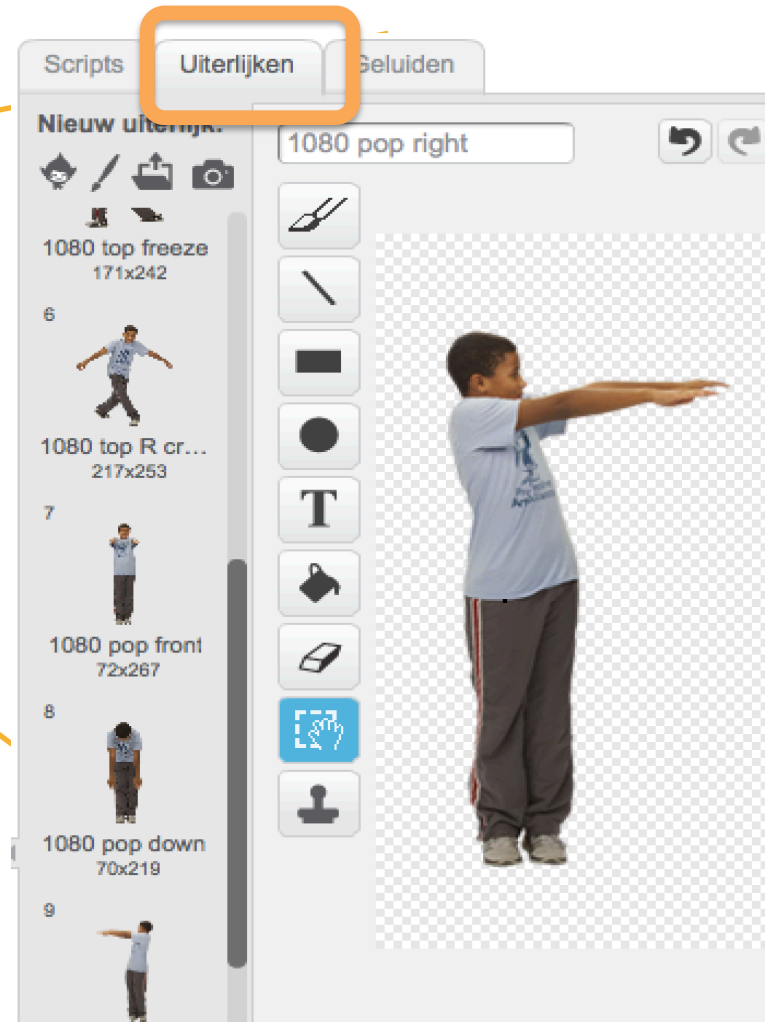 Scripts
Uiterlijken
Geluiden
Nieuw uiterlijk:
1080 pop right
1080 top freeze
171x242
6
1080 top R cr...
217x253
7
1080 pop front
72x267
8
1080 pop down
70x219
9
T